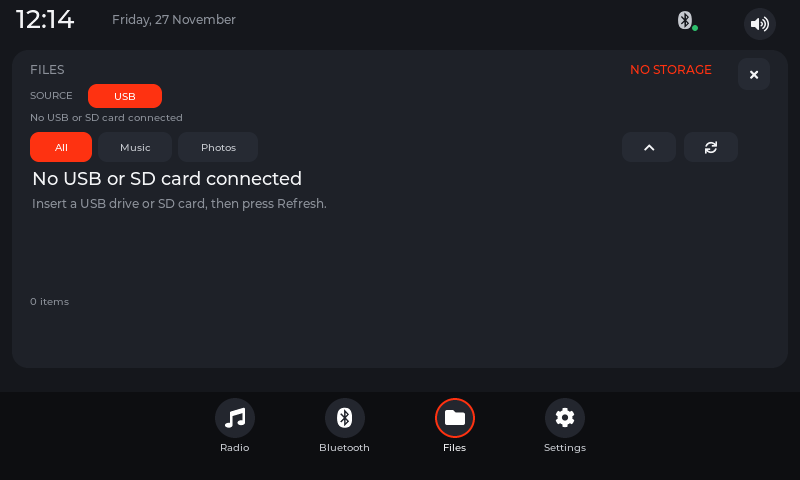 12:14
Friday, 27 November
FILES
NO STORAGE
SOURCE
USB
No USB or SD card connected
All
Music
Photos
No USB or SD card connected
Insert a USB drive or SD card, then press Refresh.
0 items
Radio
Bluetooth
Files
Settings